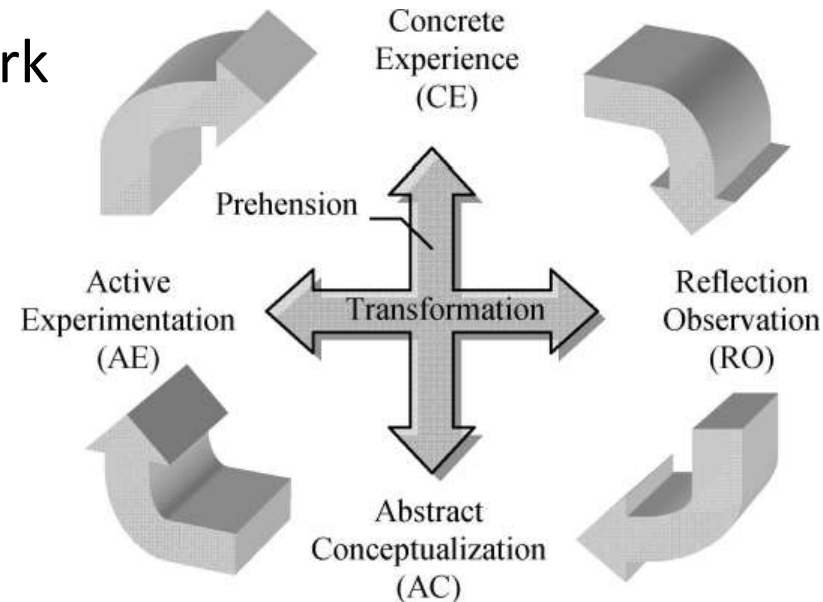 rk
Concrete
Experience
(CE)
Prehension
Active
Experimentation
(AE)
Transformation
Reflection
Observation
(RO)
Abstract
Conceptualization
(AC)